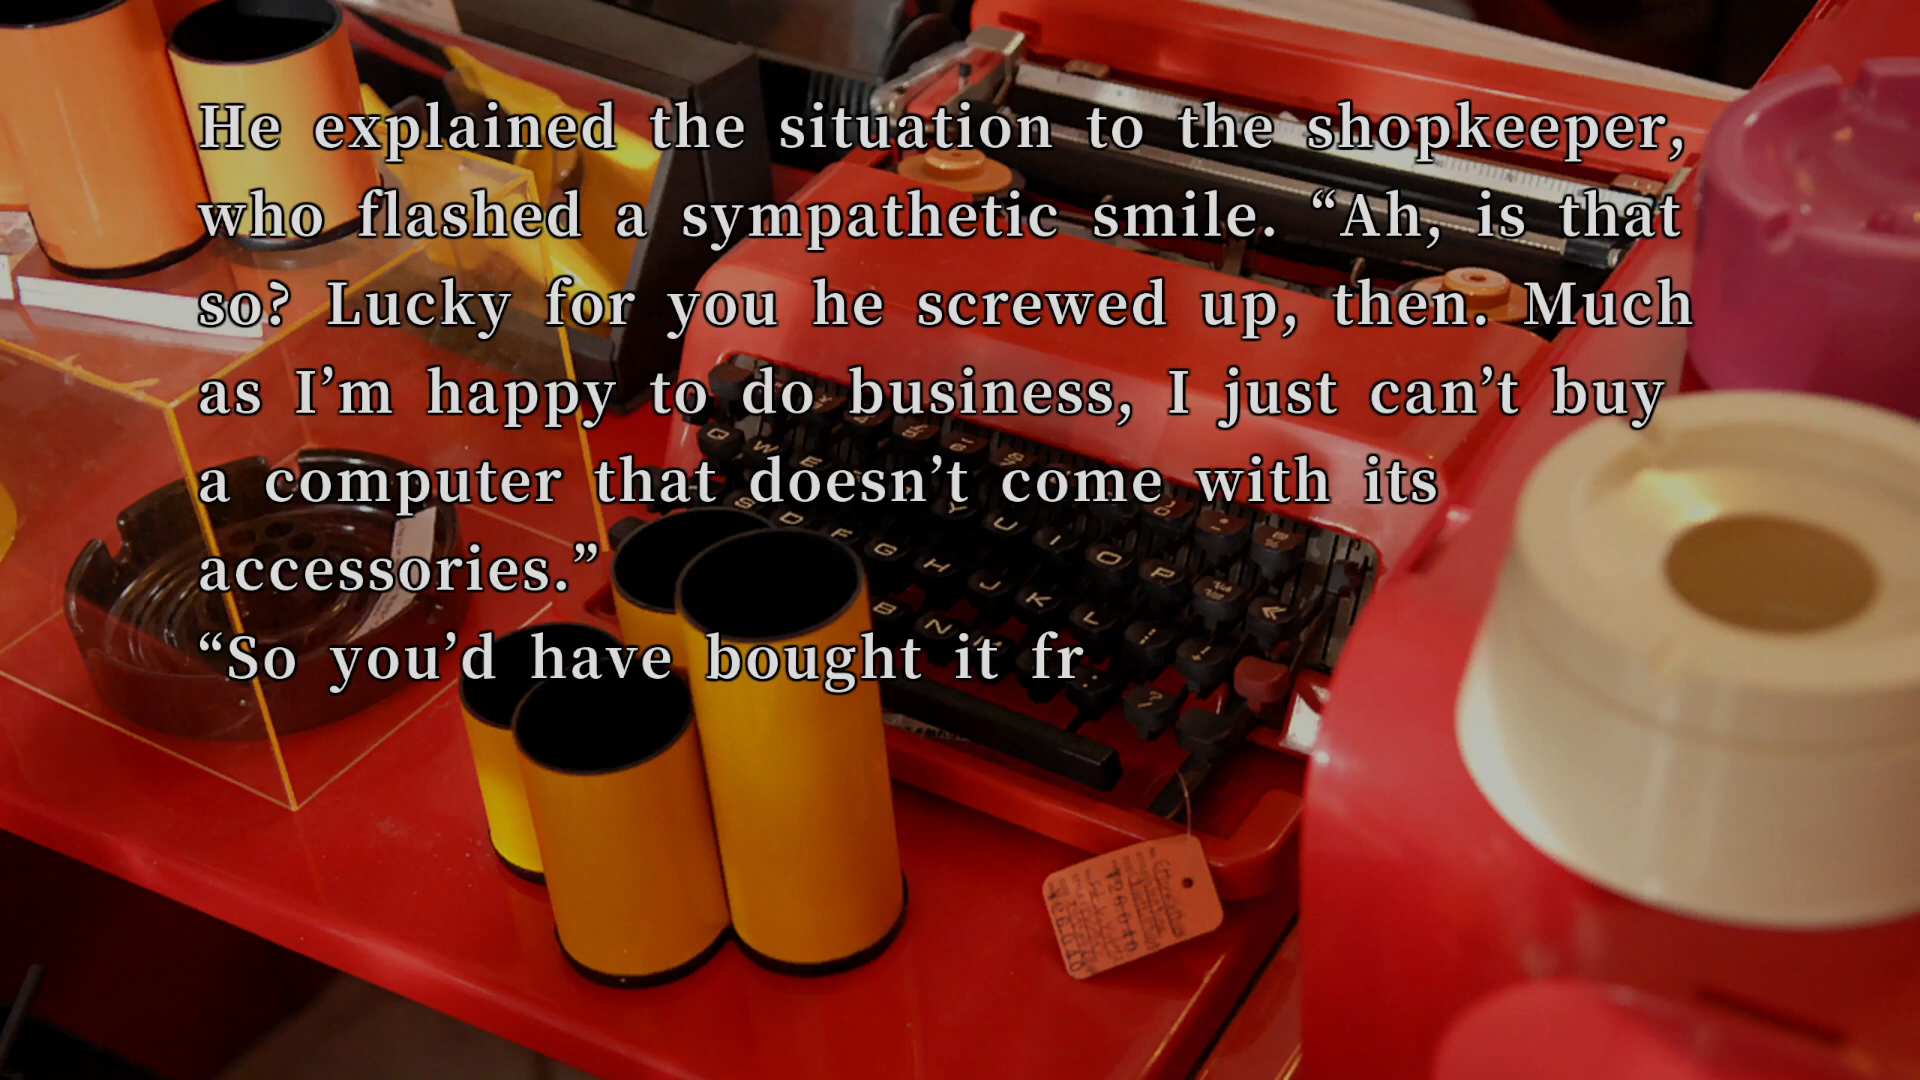 He explained the situation to the shopkeeper,
who flashed a sympathetic smile. “Ah, is that
so? Lucky for you he screwed up, then. Much
as I’m happy to do business, I just can’t buy
a computer that doesn’t come with its
accessories.”
“So you’d have bought it fr